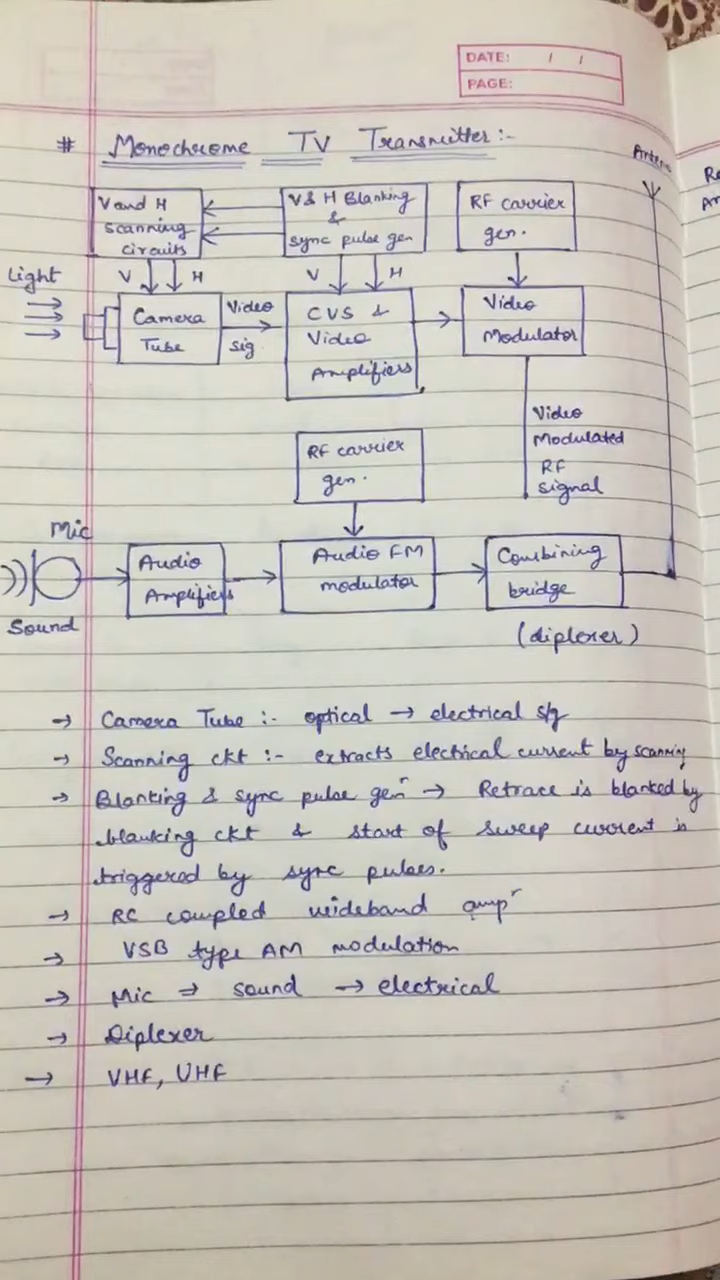 DATE: / /
PAGE:
# Monochrome TV Transmitter :-
Antenna
V and H
scanning
circuits
V & H Blanking
&
sync pulse gen
RF carrier
gen.
V H
V H
Light
Camera
Tube
Video
sig
CVS &
Video
Amplifiers
Video
Modulator
Video
Modulated
RF
signal
RF carrier
gen.
Mic
Sound
Audio
Amplifiers
Audio FM
modulator
Combining
bridge
(diplexer)
→ Camera Tube :- optical → electrical s/g
→ Scanning ckt :- extracts electrical current by scanning
→ Blanking & sync pulse genʳ → Retrace is blanked by
blanking ckt & start of sweep current is
triggered by sync pulses.
→ RC coupled wideband ampʳ
→ VSB type AM modulation
→ Mic ⇒ sound → electrical
→ Diplexer
→ VHF, UHF